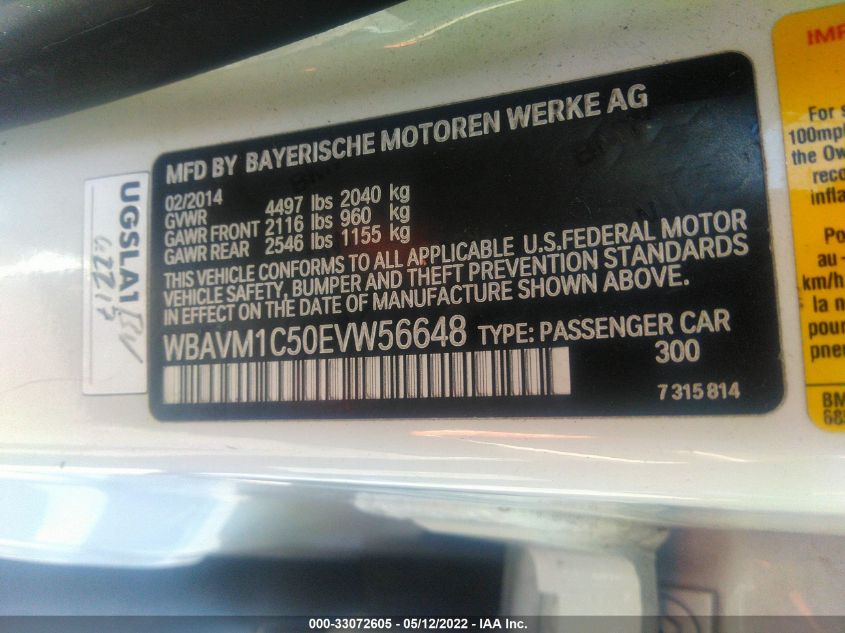 MFD BY BAYERISCHE MOTOREN WERKE AG
02/2014
GVWR 4497 lbs 2040 kg
GAWR FRONT 2116 lbs 960 kg
GAWR REAR 2546 lbs 1155 kg
THIS VEHICLE CONFORMS TO ALL APPLICABLE U.S.FEDERAL MOTOR
VEHICLE SAFETY, BUMPER AND THEFT PREVENTION STANDARDS
IN EFFECT ON THE DATE OF MANUFACTURE SHOWN ABOVE.
WBAVM1C50EVW56648 TYPE: PASSENGER CAR
300
7 315 814
UGSLA1
IMP
For s
100mph
the Ow
reco
infla
Po
au -
km/h
la n
pour
pneu
BM
68
000-33072605 - 05/12/2022 - IAA Inc.